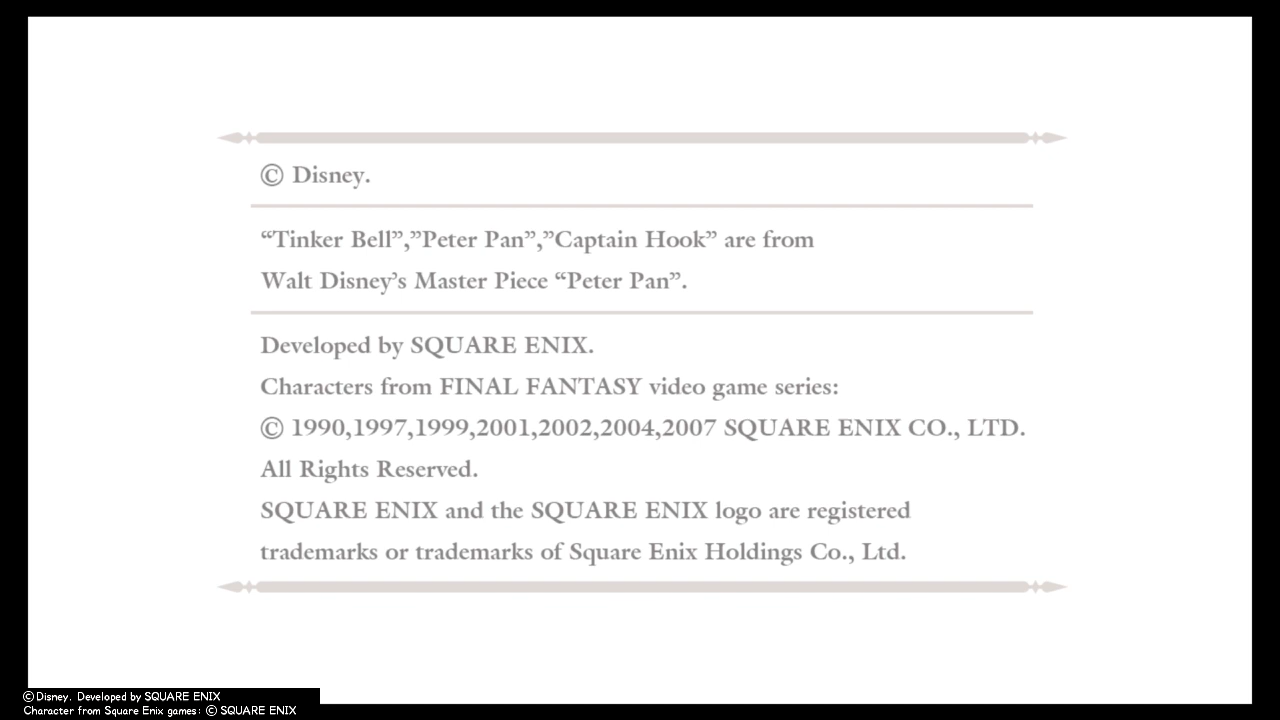 © Disney.
“Tinker Bell”,”Peter Pan”,”Captain Hook” are from
Walt Disney’s Master Piece “Peter Pan”.
Developed by SQUARE ENIX.
Characters from FINAL FANTASY video game series:
© 1990,1997,1999,2001,2002,2004,2007 SQUARE ENIX CO., LTD.
All Rights Reserved.
SQUARE ENIX and the SQUARE ENIX logo are registered
trademarks or trademarks of Square Enix Holdings Co., Ltd.
© Disney. Developed by SQUARE ENIX
Character from Square Enix games: © SQUARE ENIX